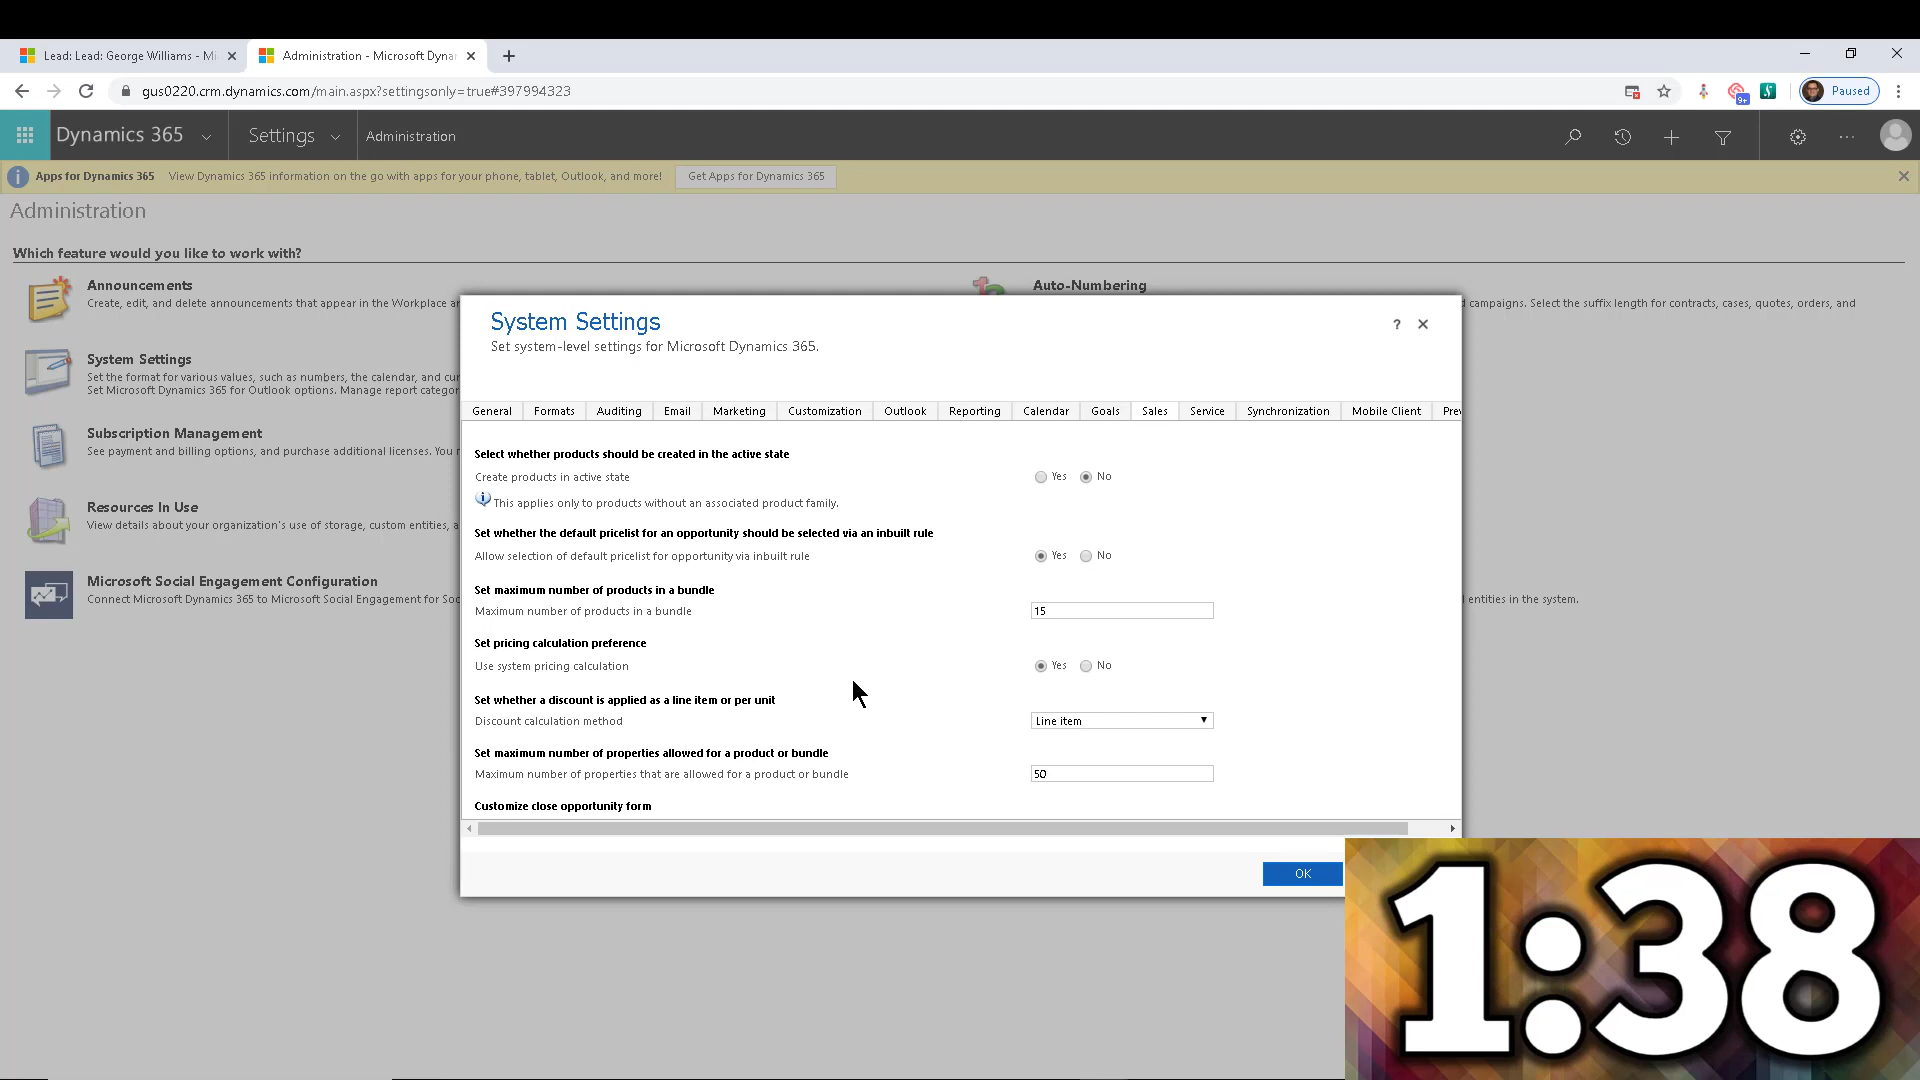 Lead: Lead: George Williams - Mi
Administration - Microsoft Dynar
gus0220.crm.dynamics.com/main.aspx?settingsonly=true#397994323
9+
Paused
Dynamics 365
Settings
Administration
Apps for Dynamics 365
View Dynamics 365 information on the go with apps for your phone, tablet, Outlook, and more!
Get Apps for Dynamics 365
Administration
Which feature would you like to work with?
Announcements
Create, edit, and delete announcements that appear in the Workplace ar
Auto-Numbering
d campaigns. Select the suffix length for contracts, cases, quotes, orders, and
System Settings
Set the format for various values, such as numbers, the calendar, and cur
Set Microsoft Dynamics 365 for Outlook options. Manage report categor
Subscription Management
See payment and billing options, and purchase additional licenses. You r
Resources In Use
View details about your organization's use of storage, custom entities, a
Microsoft Social Engagement Configuration
Connect Microsoft Dynamics 365 to Microsoft Social Engagement for Soc
l entities in the system.
System Settings
?
Set system-level settings for Microsoft Dynamics 365.
General Formats Auditing Email Marketing Customization Outlook Reporting Calendar Goals Sales Service Synchronization Mobile Client Prev
Select whether products should be created in the active state
Create products in active state Yes No
This applies only to products without an associated product family.
Set whether the default pricelist for an opportunity should be selected via an inbuilt rule
Allow selection of default pricelist for opportunity via inbuilt rule Yes No
Set maximum number of products in a bundle
Maximum number of products in a bundle 15
Set pricing calculation preference
Use system pricing calculation Yes No
Set whether a discount is applied as a line item or per unit
Discount calculation method Line item
Set maximum number of properties allowed for a product or bundle
Maximum number of properties that are allowed for a product or bundle 50
Customize close opportunity form
OK
1:38